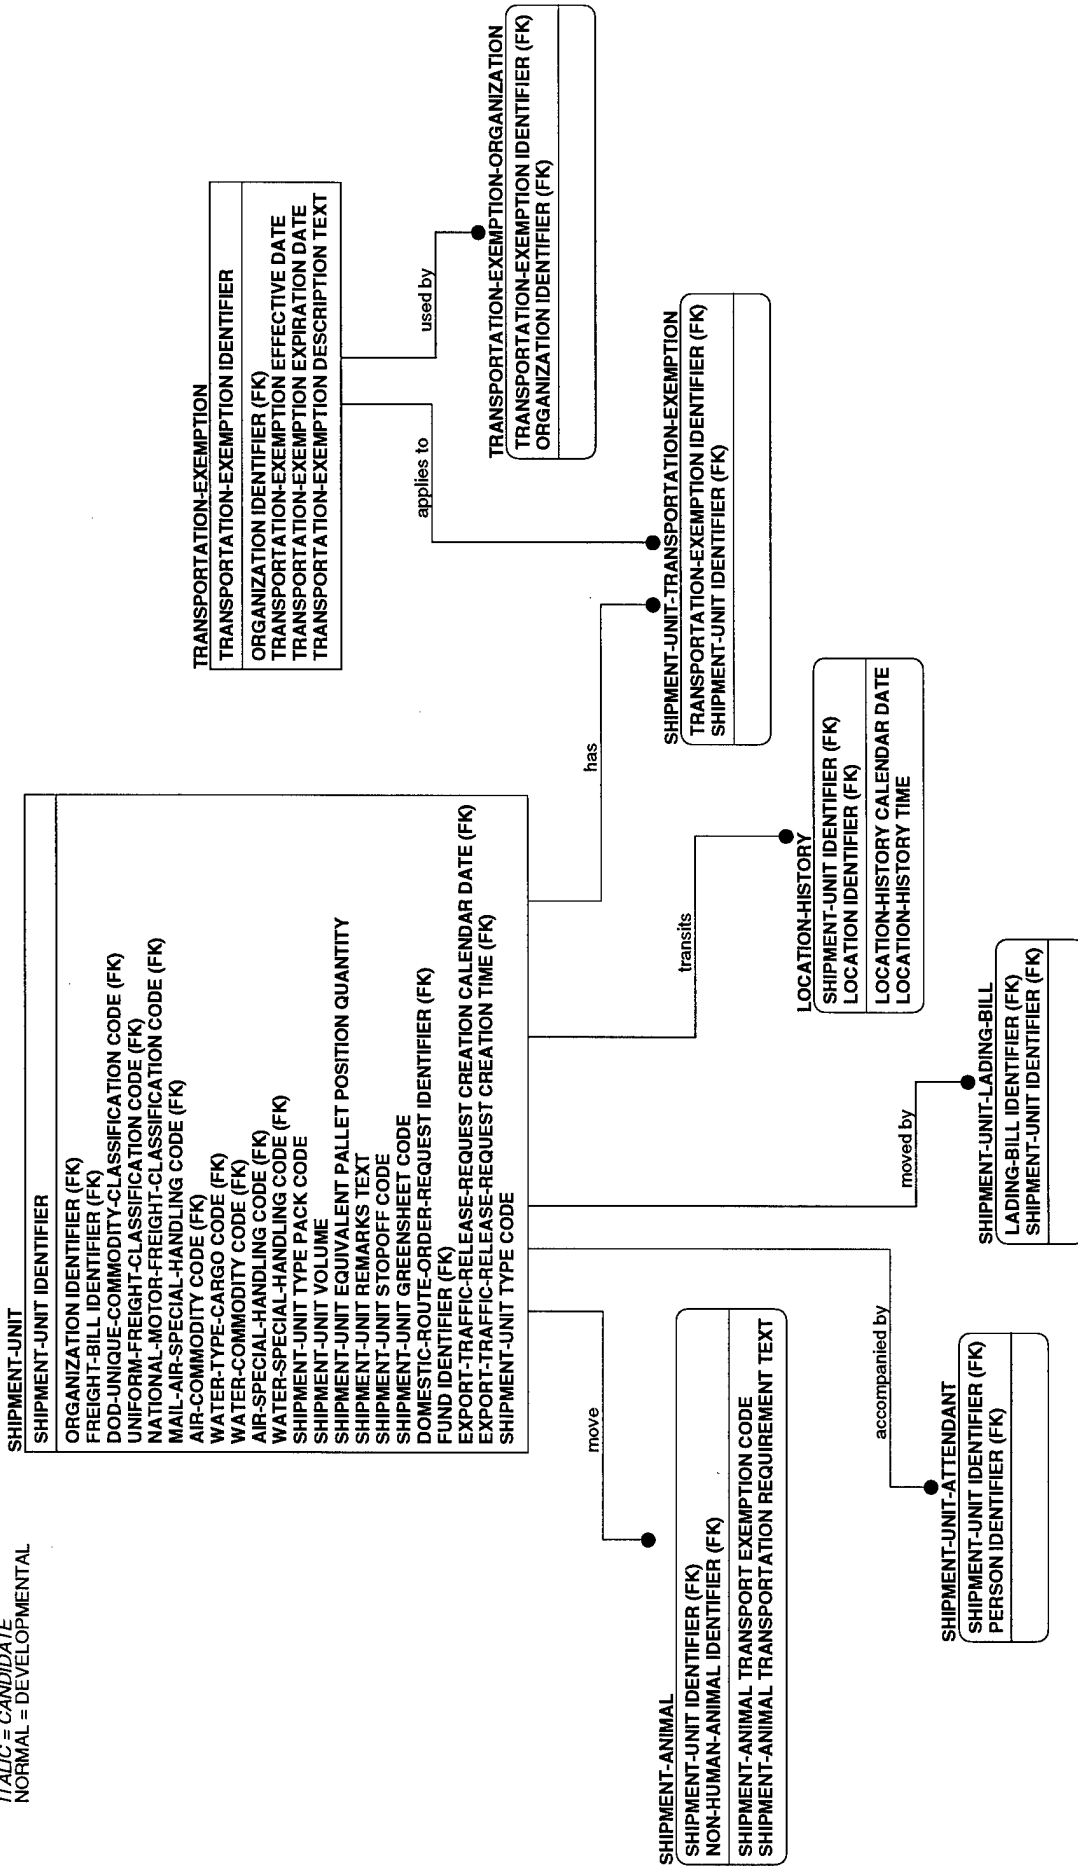 ITALIC = CANDIDATE
NORMAL = DEVELOPMENTAL
SHIPMENT-UNIT
SHIPMENT-UNIT IDENTIFIER
ORGANIZATION IDENTIFIER (FK)
FREIGHT-BILL IDENTIFIER (FK)
DOD-UNIQUE-COMMODITY-CLASSIFICATION CODE (FK)
UNIFORM-FREIGHT-CLASSIFICATION CODE (FK)
NATIONAL-MOTOR-FREIGHT-CLASSIFICATION CODE (FK)
MAIL-AIR-SPECIAL-HANDLING CODE (FK)
AIR-COMMODITY CODE (FK)
WATER-TYPE-CARGO CODE (FK)
WATER-COMMODITY CODE (FK)
AIR-SPECIAL-HANDLING CODE (FK)
WATER-SPECIAL-HANDLING CODE (FK)
SHIPMENT-UNIT TYPE PACK CODE
SHIPMENT-UNIT VOLUME
SHIPMENT-UNIT EQUIVALENT PALLET POSITION QUANTITY
SHIPMENT-UNIT REMARKS TEXT
SHIPMENT-UNIT STOPOFF CODE
SHIPMENT-UNIT GREENSHEET CODE
DOMESTIC-ROUTE-ORDER-REQUEST IDENTIFIER (FK)
FUND IDENTIFIER (FK)
EXPORT-TRAFFIC-RELEASE-REQUEST CREATION CALENDAR DATE (FK)
EXPORT-TRAFFIC-RELEASE-REQUEST CREATION TIME (FK)
SHIPMENT-UNIT TYPE CODE
TRANSPORTATION-EXEMPTION
TRANSPORTATION-EXEMPTION IDENTIFIER
ORGANIZATION IDENTIFIER (FK)
TRANSPORTATION-EXEMPTION EFFECTIVE DATE
TRANSPORTATION-EXEMPTION EXPIRATION DATE
TRANSPORTATION-EXEMPTION DESCRIPTION TEXT
applies to
used by
TRANSPORTATION-EXEMPTION-ORGANIZATION
TRANSPORTATION-EXEMPTION IDENTIFIER (FK)
ORGANIZATION IDENTIFIER (FK)
move
accompanied by
moved by
transits
has
SHIPMENT-ANIMAL
SHIPMENT-UNIT IDENTIFIER (FK)
NON-HUMAN-ANIMAL IDENTIFIER (FK)
SHIPMENT-ANIMAL TRANSPORT EXEMPTION CODE
SHIPMENT-ANIMAL TRANSPORTATION REQUIREMENT TEXT
SHIPMENT-UNIT-TRANSPORTATION-EXEMPTION
TRANSPORTATION-EXEMPTION IDENTIFIER (FK)
SHIPMENT-UNIT IDENTIFIER (FK)
LOCATION-HISTORY
SHIPMENT-UNIT IDENTIFIER (FK)
LOCATION IDENTIFIER (FK)
LOCATION-HISTORY CALENDAR DATE
LOCATION-HISTORY TIME
SHIPMENT-UNIT-ATTENDANT
SHIPMENT-UNIT IDENTIFIER (FK)
PERSON IDENTIFIER (FK)
SHIPMENT-UNIT-LADING-BILL
LADING-BILL IDENTIFIER (FK)
SHIPMENT-UNIT IDENTIFIER (FK)